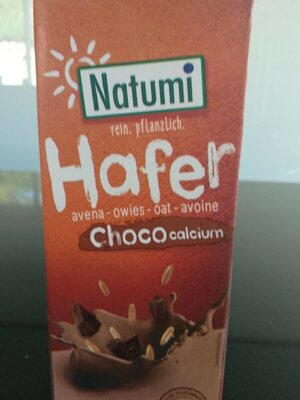 Natumi
rein. pflanzlich.
Hafer
avena - owies - oat - avoine
Choco calcium